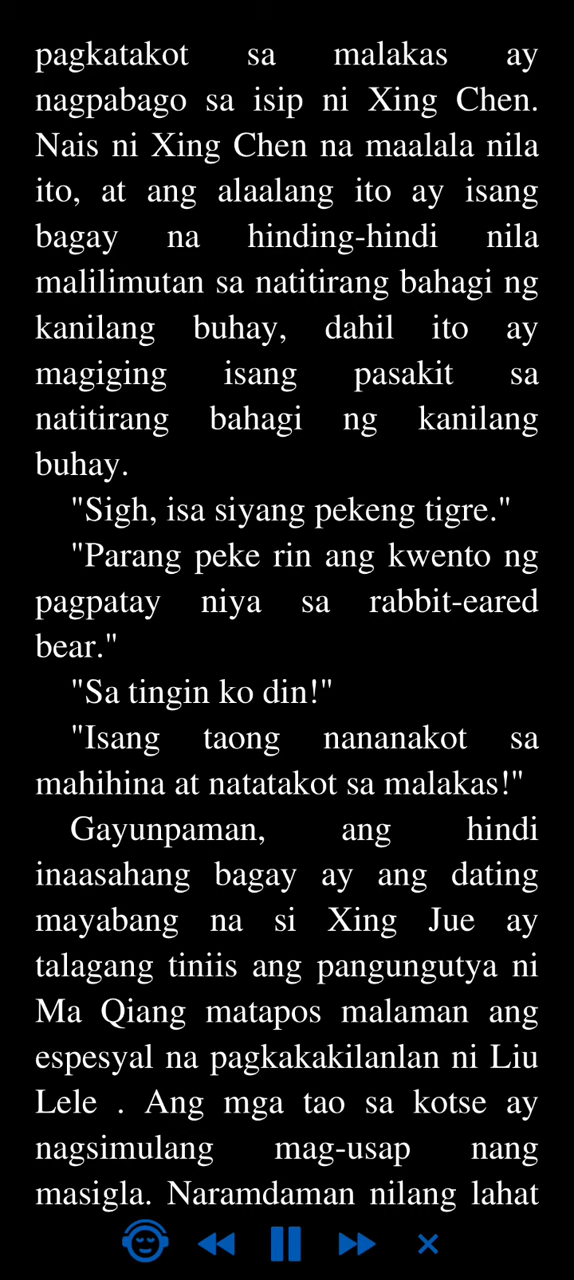 pagkatakot sa malakas ay
nagpabago sa isip ni Xing Chen.
Nais ni Xing Chen na maalala nila
ito, at ang alaalang ito ay isang
bagay na hinding-hindi nila
malilimutan sa natitirang bahagi ng
kanilang buhay, dahil ito ay
magiging isang pasakit sa
natitirang bahagi ng kanilang
buhay.
"Sigh, isa siyang pekeng tigre."
"Parang peke rin ang kwento ng
pagpatay niya sa rabbit-eared
bear."
"Sa tingin ko din!"
"Isang taong nananakot sa
mahihina at natatakot sa malakas!"
Gayunpaman, ang hindi
inaasahang bagay ay ang dating
mayabang na si Xing Jue ay
talagang tiniis ang pangungutya ni
Ma Qiang matapos malaman ang
espesyal na pagkakakilanlan ni Liu
Lele . Ang mga tao sa kotse ay
nagsimulang mag-usap nang
masigla. Naramdaman nilang lahat